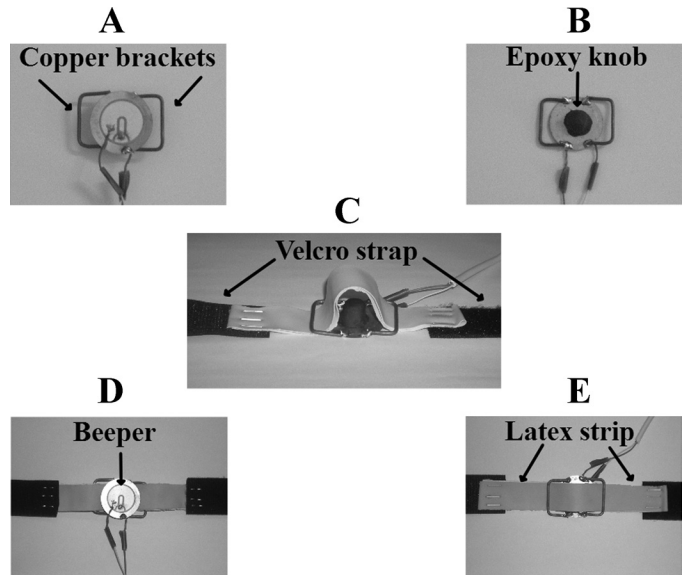 A
Copper brackets
B
Epoxy knob
C
Velcro strap
D
Beeper
E
Latex strip